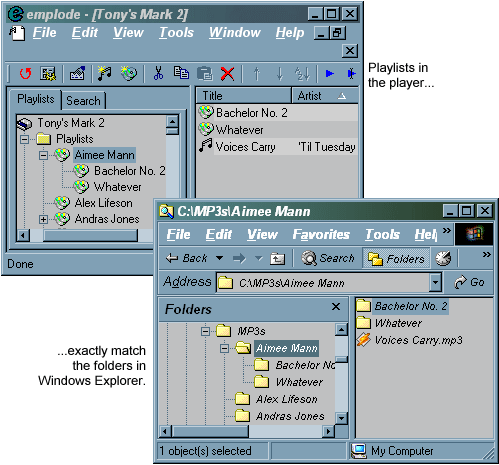 emplode - [Tony's Mark 2]
File Edit View Tools Window Help
Playlists in
the player...
Playlists Search
Tony's Mark 2
Playlists
Aimee Mann
Bachelor No. 2
Whatever
Alex Lifeson
Andras Jones
Title Artist
Bachelor No. 2
Whatever
Voices Carry 'Til Tuesday
Done
C:\MP3s\Aimee Mann
File Edit View Favorites Tools Hel »
Back » Search Folders »
Address C:\MP3s\Aimee Mann Go
Folders
MP3s
Aimee Mann
Bachelor No
Whatever
Alex Lifeson
Andras Jones
Bachelor No. 2
Whatever
Voices Carry.mp3
1 object(s) selected My Computer
...exactly match
the folders in
Windows Explorer.